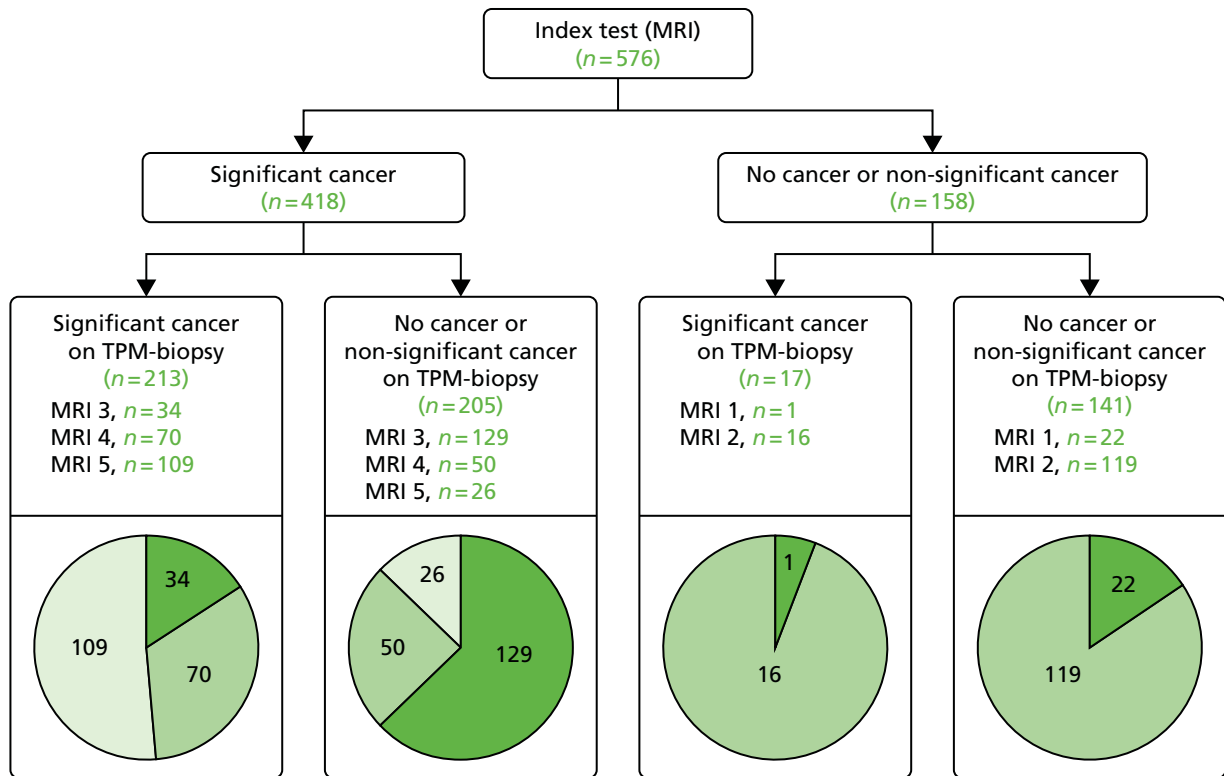 Index test (MRI)
(n=576)
Significant cancer
(n=418)
No cancer or non-significant cancer
(n=158)
Significant cancer
on TPM-biopsy
(n=213)
MRI 3, n=34
MRI 4, n=70
MRI 5, n=109
No cancer or
non-significant cancer
on TPM-biopsy
(n=205)
MRI 3, n=129
MRI 4, n=50
MRI 5, n=26
Significant cancer
on TPM-biopsy
(n=17)
MRI 1, n=1
MRI 2, n=16
No cancer or
non-significant cancer
on TPM-biopsy
(n=141)
MRI 1, n=22
MRI 2, n=119
34
109
70
26
50
129
1
16
22
119